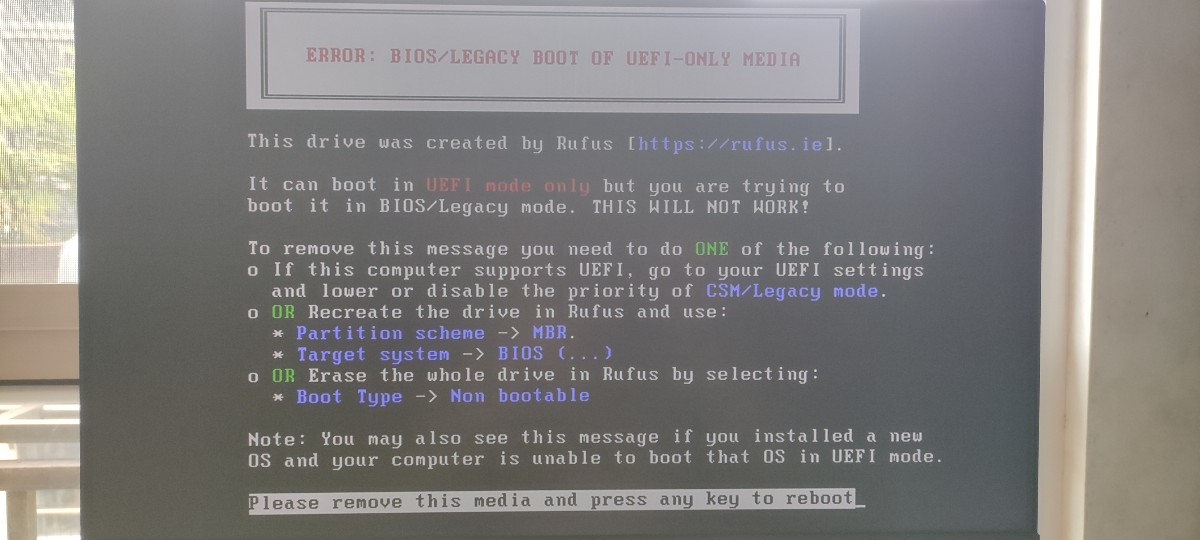 ERROR: BIOS/LEGACY BOOT OF UEFI-ONLY MEDIA
This drive was created by Rufus [https://rufus.ie].
It can boot in UEFI mode only but you are trying to
boot it in BIOS/Legacy mode. THIS WILL NOT WORK!
To remove this message you need to do ONE of the following:
o If this computer supports UEFI, go to your UEFI settings
and lower or disable the priority of CSM/Legacy mode.
o OR Recreate the drive in Rufus and use:
* Partition scheme -> MBR.
* Target system -> BIOS (...)
o OR Erase the whole drive in Rufus by selecting:
* Boot Type -> Non bootable
Note: You may also see this message if you installed a new
OS and your computer is unable to boot that OS in UEFI mode.
Please remove this media and press any key to reboot_